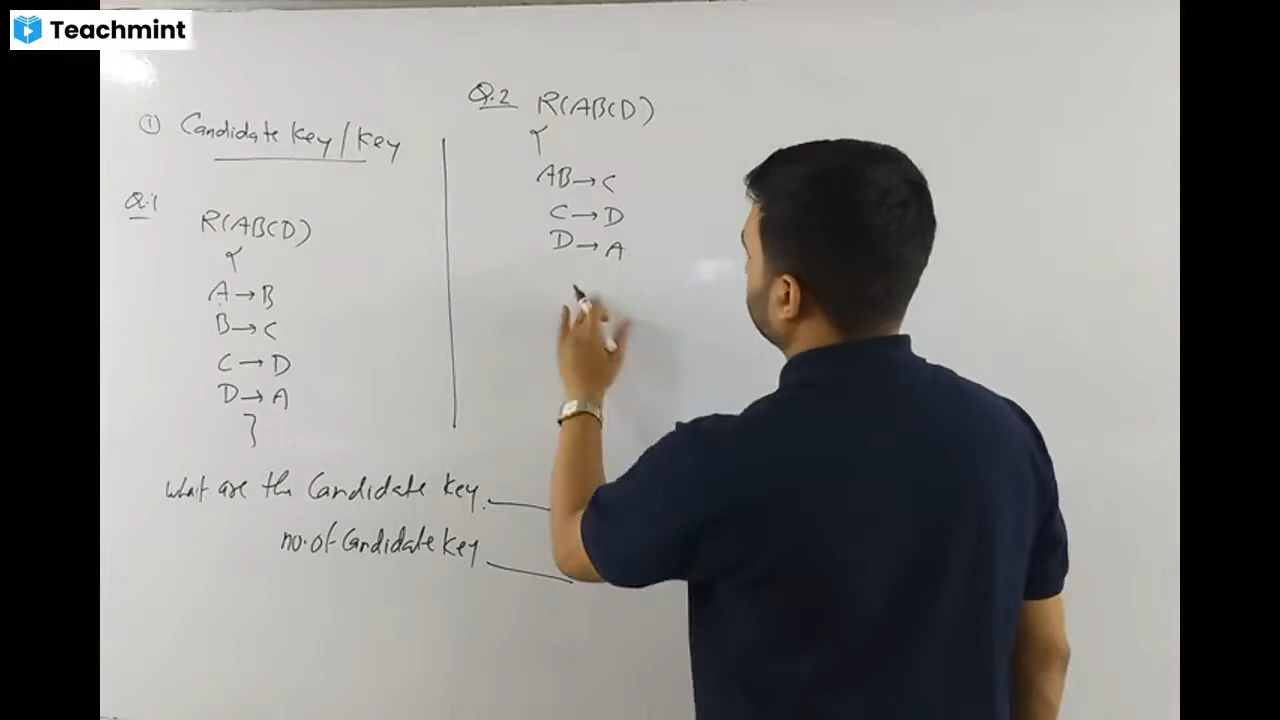 Teachmint
① Candidate Key/Key
Q.1
R(ABCD)
{
A→B
B→C
C→D
D→A
}
Q.2 R(ABCD)
{
AB→C
C→D
D→A
What are the Candidate Key.
no. of Candidate Key